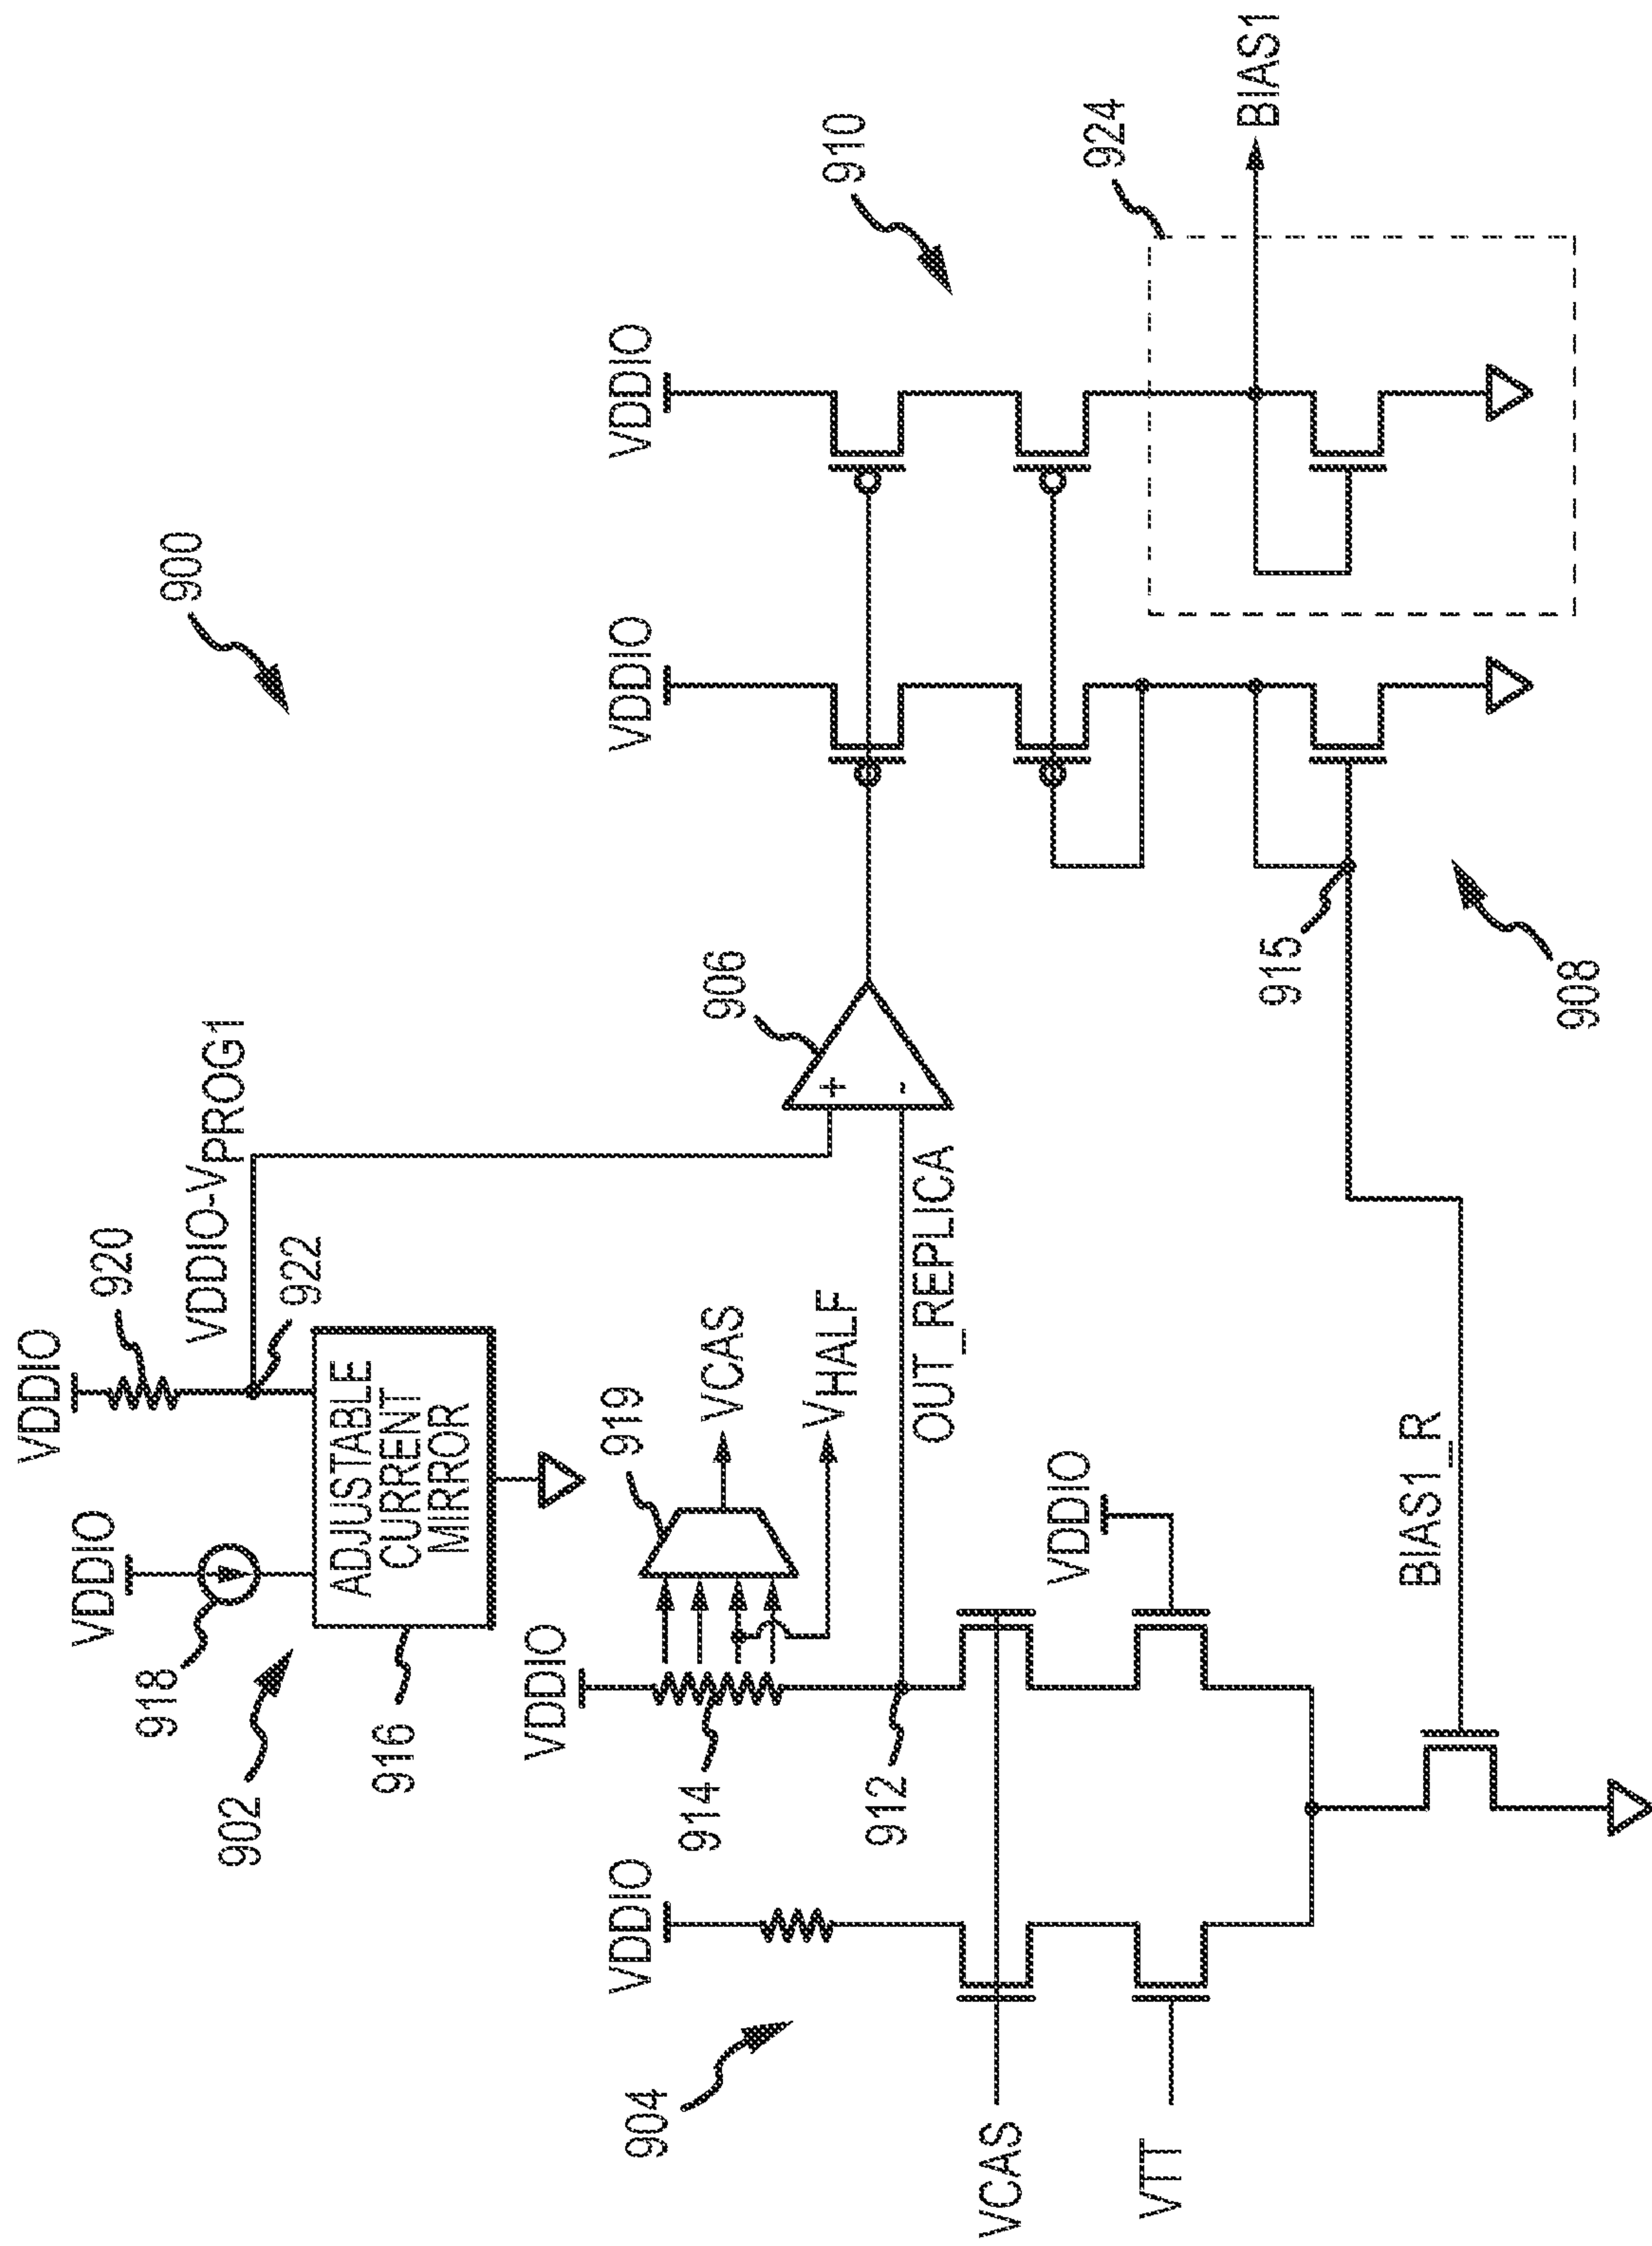 900
VDDIO
VDDIO
918
920
VDDIO-VPROG1
922
ADJUSTABLE
CURRENT
MIRROR
902
916
VDDIO
914
919
VCAS
VHALF
912
OUT_REPLICA
906
+
-
VDDIO
904
VCAS
VTT
VDDIO
BIAS1_R
VDDIO
VDDIO
910
924
BIAS1
915
908